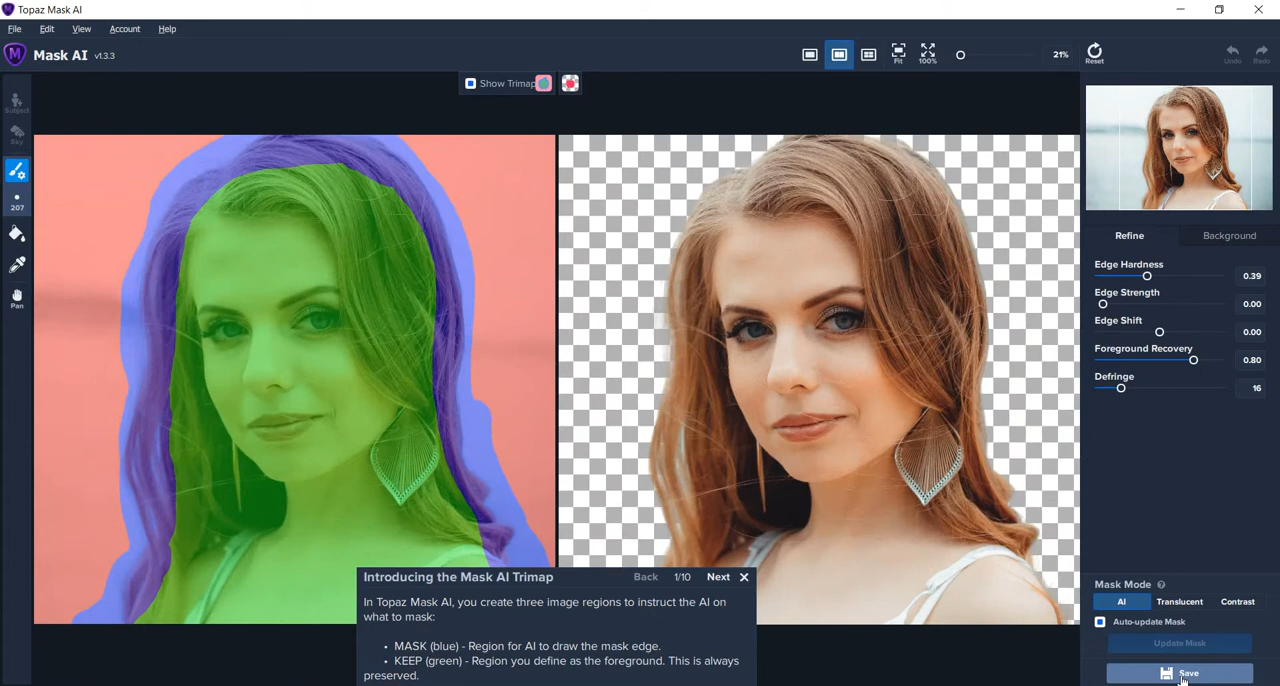 Topaz Mask AI
File Edit View Account Help
Mask AI v1.3.3
Fit 100% 21% Reset Undo Redo
Show Trimap
Subject
Sky
207
Pan
Refine Background
Edge Hardness
0.39
Edge Strength
0.00
Edge Shift
0.00
Foreground Recovery
0.80
Defringe
16
Introducing the Mask AI Trimap Back 1/10 Next
In Topaz Mask AI, you create three image regions to instruct the AI on
what to mask:
• MASK (blue) - Region for AI to draw the mask edge.
• KEEP (green) - Region you define as the foreground. This is always
preserved.
Mask Mode ?
AI Translucent Contrast
Auto-update Mask
Update Mask
Save